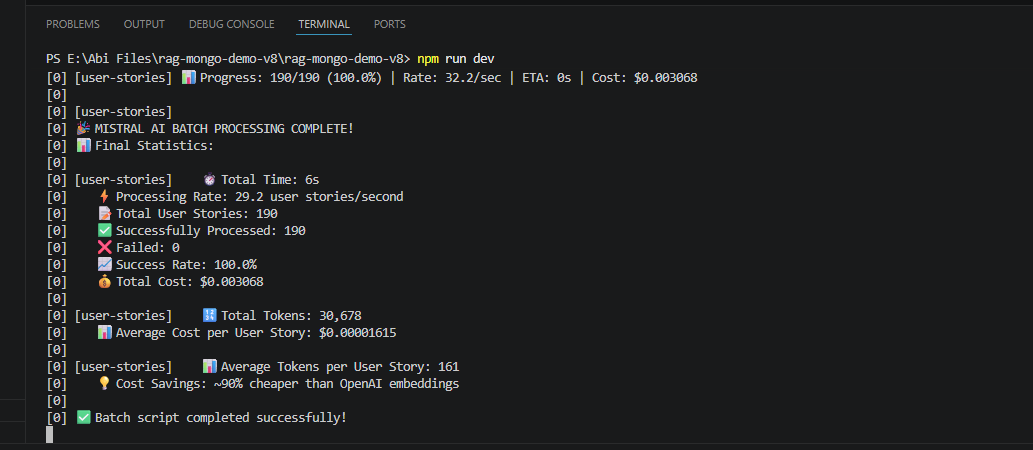 PROBLEMS OUTPUT DEBUG CONSOLE TERMINAL PORTS
PS E:\Abi Files\rag-mongo-demo-v8\rag-mongo-demo-v8> npm run dev
[0] [user-stories] 📊 Progress: 190/190 (100.0%) | Rate: 32.2/sec | ETA: 0s | Cost: $0.003068
[0]
[0] [user-stories]
[0] 🎉 MISTRAL AI BATCH PROCESSING COMPLETE!
[0] 📊 Final Statistics:
[0]
[0] [user-stories] ⏰ Total Time: 6s
[0] ⚡ Processing Rate: 29.2 user stories/second
[0] 📝 Total User Stories: 190
[0] ✅ Successfully Processed: 190
[0] ❌ Failed: 0
[0] 📈 Success Rate: 100.0%
[0] 💰 Total Cost: $0.003068
[0]
[0] [user-stories] 🔢 Total Tokens: 30,678
[0] 📊 Average Cost per User Story: $0.00001615
[0]
[0] [user-stories] 📊 Average Tokens per User Story: 161
[0] 💡 Cost Savings: ~90% cheaper than OpenAI embeddings
[0]
[0] ✅ Batch script completed successfully!